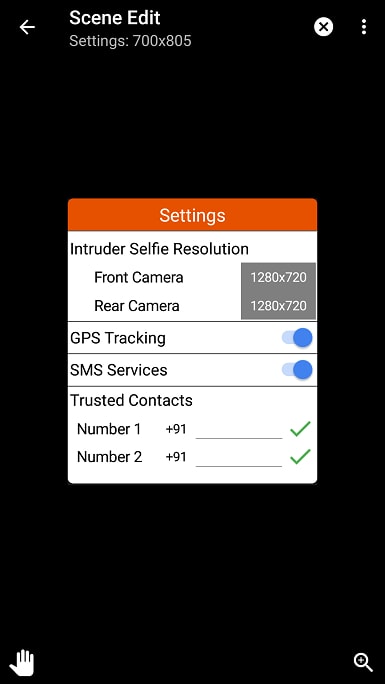 Scene Edit
Settings: 700x805
Settings
Intruder Selfie Resolution
Front Camera 1280x720
Rear Camera 1280x720
GPS Tracking
SMS Services
Trusted Contacts
Number 1 +91
Number 2 +91